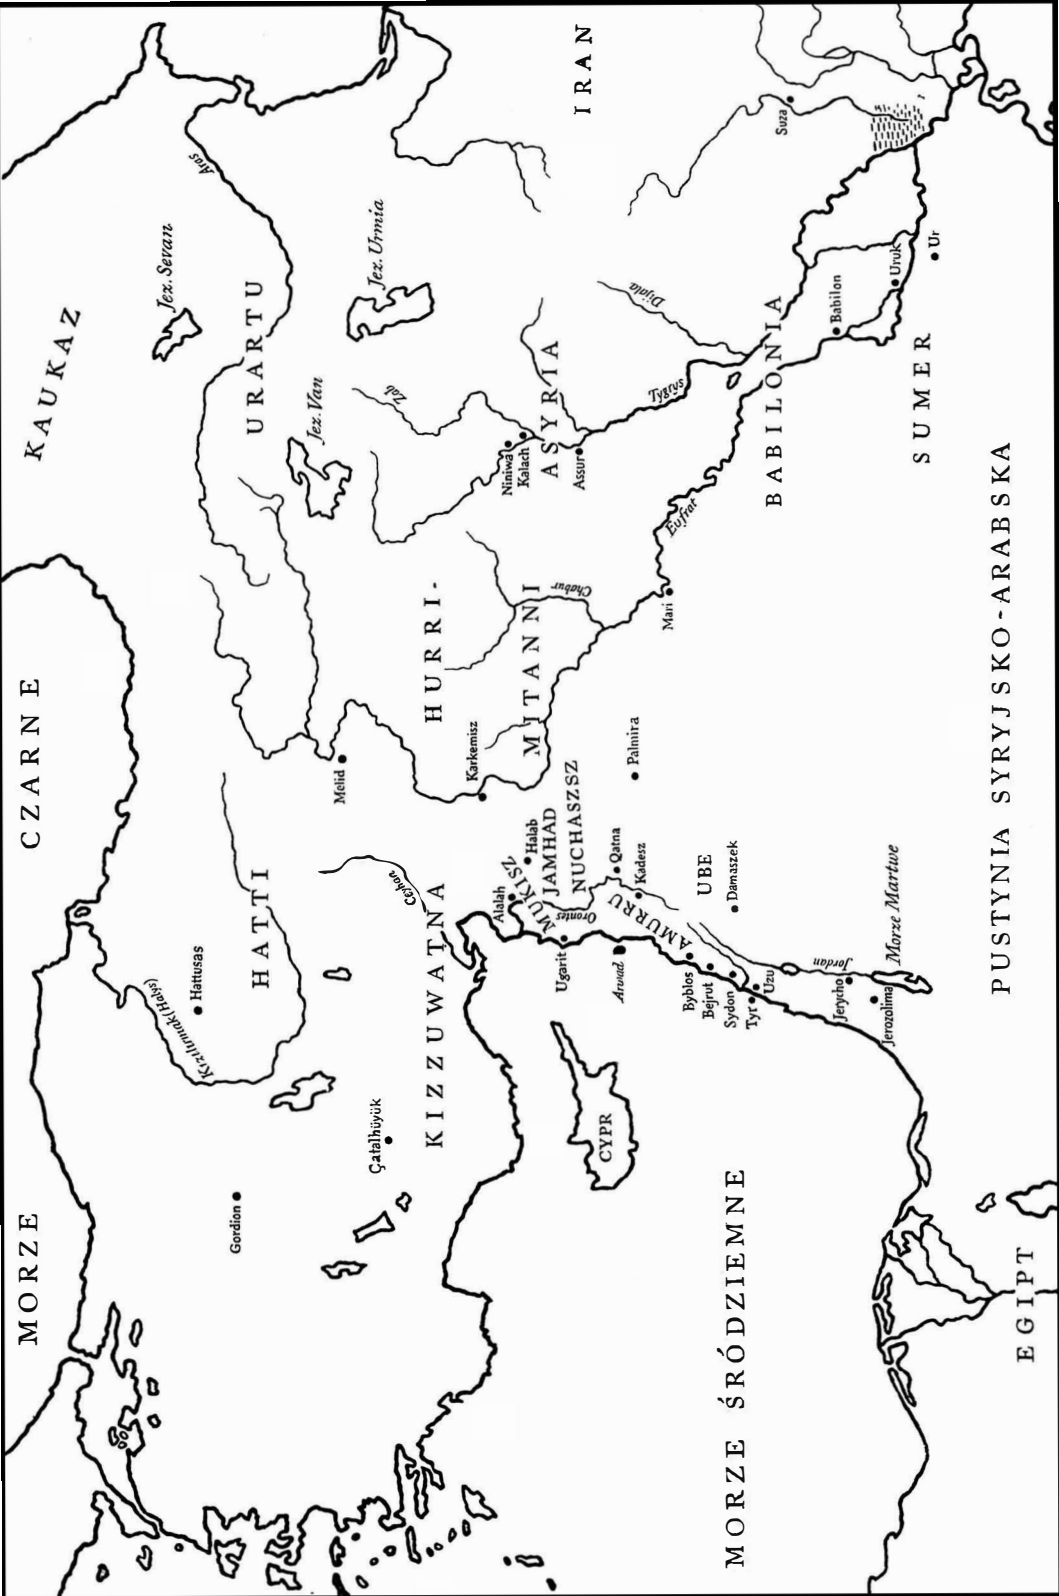 MORZE CZARNE
KAUKAZ
Jez. Sevan
Aras
Kızılırmak (Halys)
Hattusas
HATTI
URARTU
Gordion
Jez. Van
Jez. Urmia
Melid
Çatalhüyük
Ceyhan
Zab
KIZZUWATNA
HURRI-
MITANNI
Karkemisz
Chabur
Niniwa
Kalach
ASYRIA
Assur
IRAN
Alalah
MUKISZ
Halab
JAMHAD
NUCHASZSZ
Ugarit
Orontes
CYPR
Arwad
AMURRU
Qatna
Kadesz
Palmira
Mari
Eufrat
Tygrys
Dijala
Byblos
Bejrut
Sydon
Tyr
Uzu
UBE
Damaszek
BABILONIA
Suza
MORZE ŚRÓDZIEMNE
Jordan
Jerycho
Jerozolima
Morze Martwe
Babilon
Uruk
Ur
SUMER
PUSTYNIA SYRYJSKO-ARABSKA
EGIPT